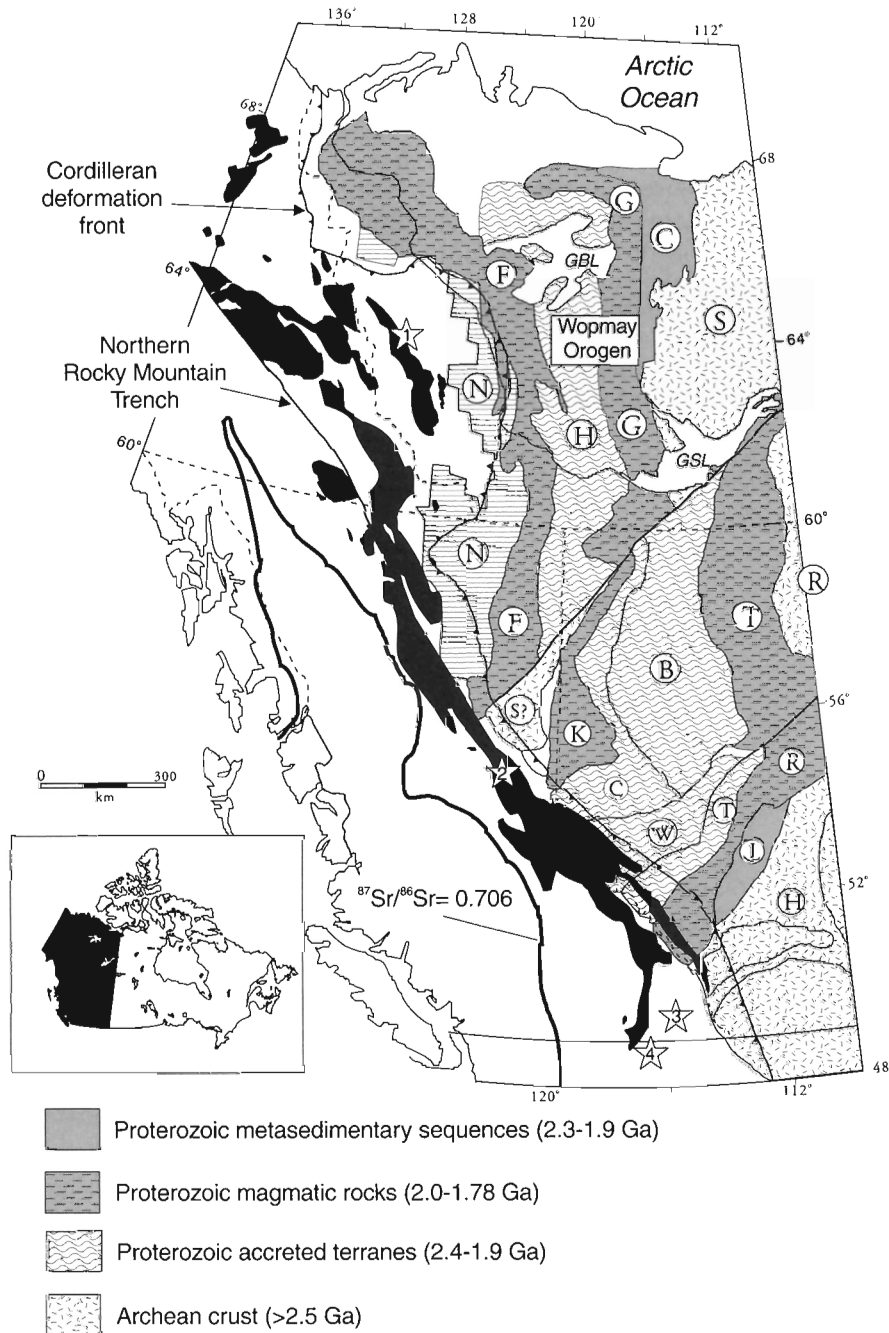 136°
128
120
112°
Arctic
Ocean
68°
68
Cordilleran
deformation
front
G
C
GBL
F
64°
S
64°
Wopmay
Orogen
1
Northern
Rocky Mountain
Trench
N
H
G
60°
GSL
60°
N
R
F
T
B
S?
56°
K
2
C
R
T
W
I
0
300
km
⁸⁷Sr/⁸⁶Sr= 0.706
H
52°
3
4
48
120°
112°
Proterozoic metasedimentary sequences (2.3-1.9 Ga)
Proterozoic magmatic rocks (2.0-1.78 Ga)
Proterozoic accreted terranes (2.4-1.9 Ga)
Archean crust (>2.5 Ga)